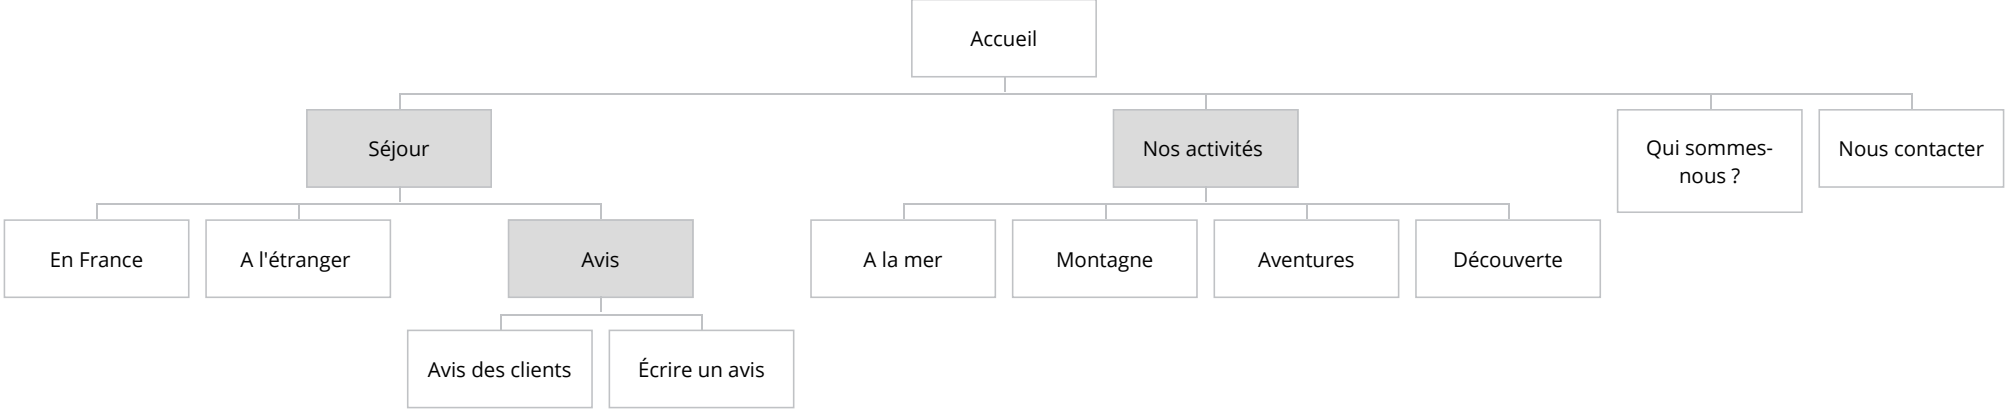 Accueil
Séjour
Nos activités
Qui sommes-
nous ?
Nous contacter
En France
A l'étranger
Avis
A la mer
Montagne
Aventures
Découverte
Avis des clients
Écrire un avis